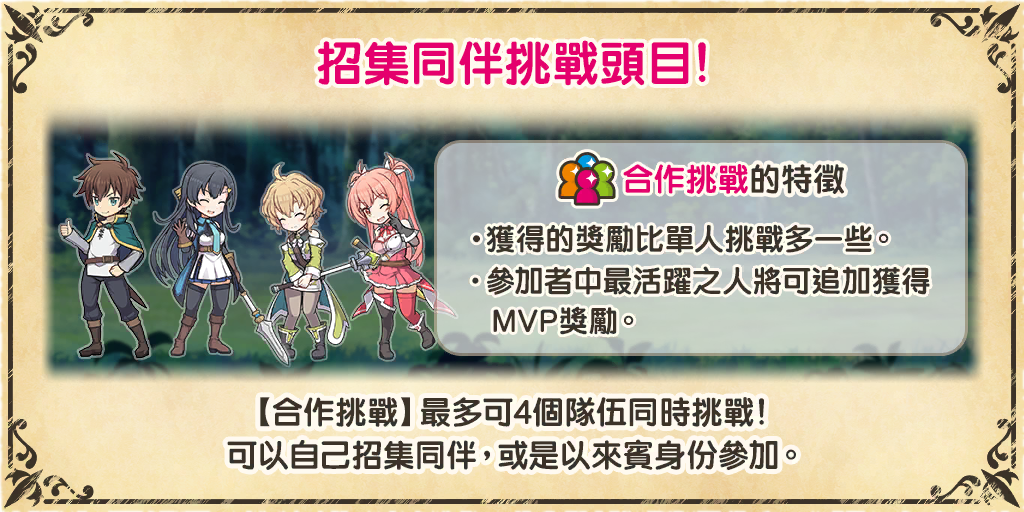 招集同伴挑戰頭目!
合作挑戰的特徵
・獲得的獎勵比單人挑戰多一些。
・參加者中最活躍之人將可追加獲得
MVP獎勵。
【合作挑戰】最多可4個隊伍同時挑戰!
可以自己招集同伴，或是以來賓身份參加。